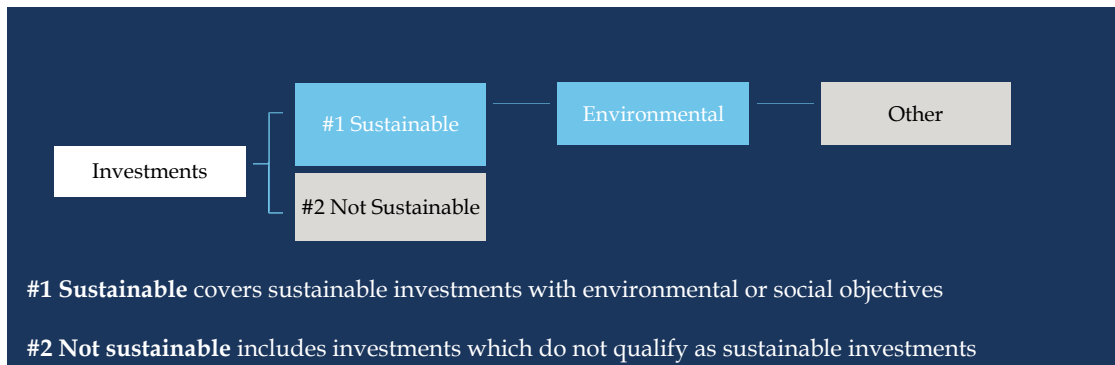 Investments
#1 Sustainable
#2 Not Sustainable
Environmental
Other
#1 Sustainable covers sustainable investments with environmental or social objectives
#2 Not sustainable includes investments which do not qualify as sustainable investments